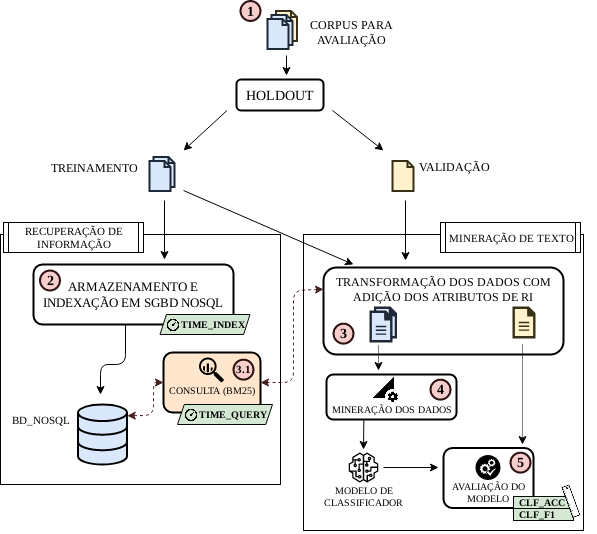 1
CORPUS PARA
AVALIAÇÃO
HOLDOUT
TREINAMENTO
VALIDAÇÃO
RECUPERAÇÃO DE
INFORMAÇÃO
MINERAÇÃO DE TEXTO
2
ARMAZENAMENTO E
INDEXAÇÃO EM SGBD NOSQL
TIME_INDEX
TRANSFORMAÇÃO DOS DADOS COM
ADIÇÃO DOS ATRIBUTOS DE RI
3
3.1
CONSULTA (BM25)
TIME_QUERY
BD_NOSQL
4
MINERAÇÃO DOS DADOS
MODELO DE
CLASSIFICADOR
5
AVALIAÇÃO DO
MODELO
CLF_ACC
CLF_F1